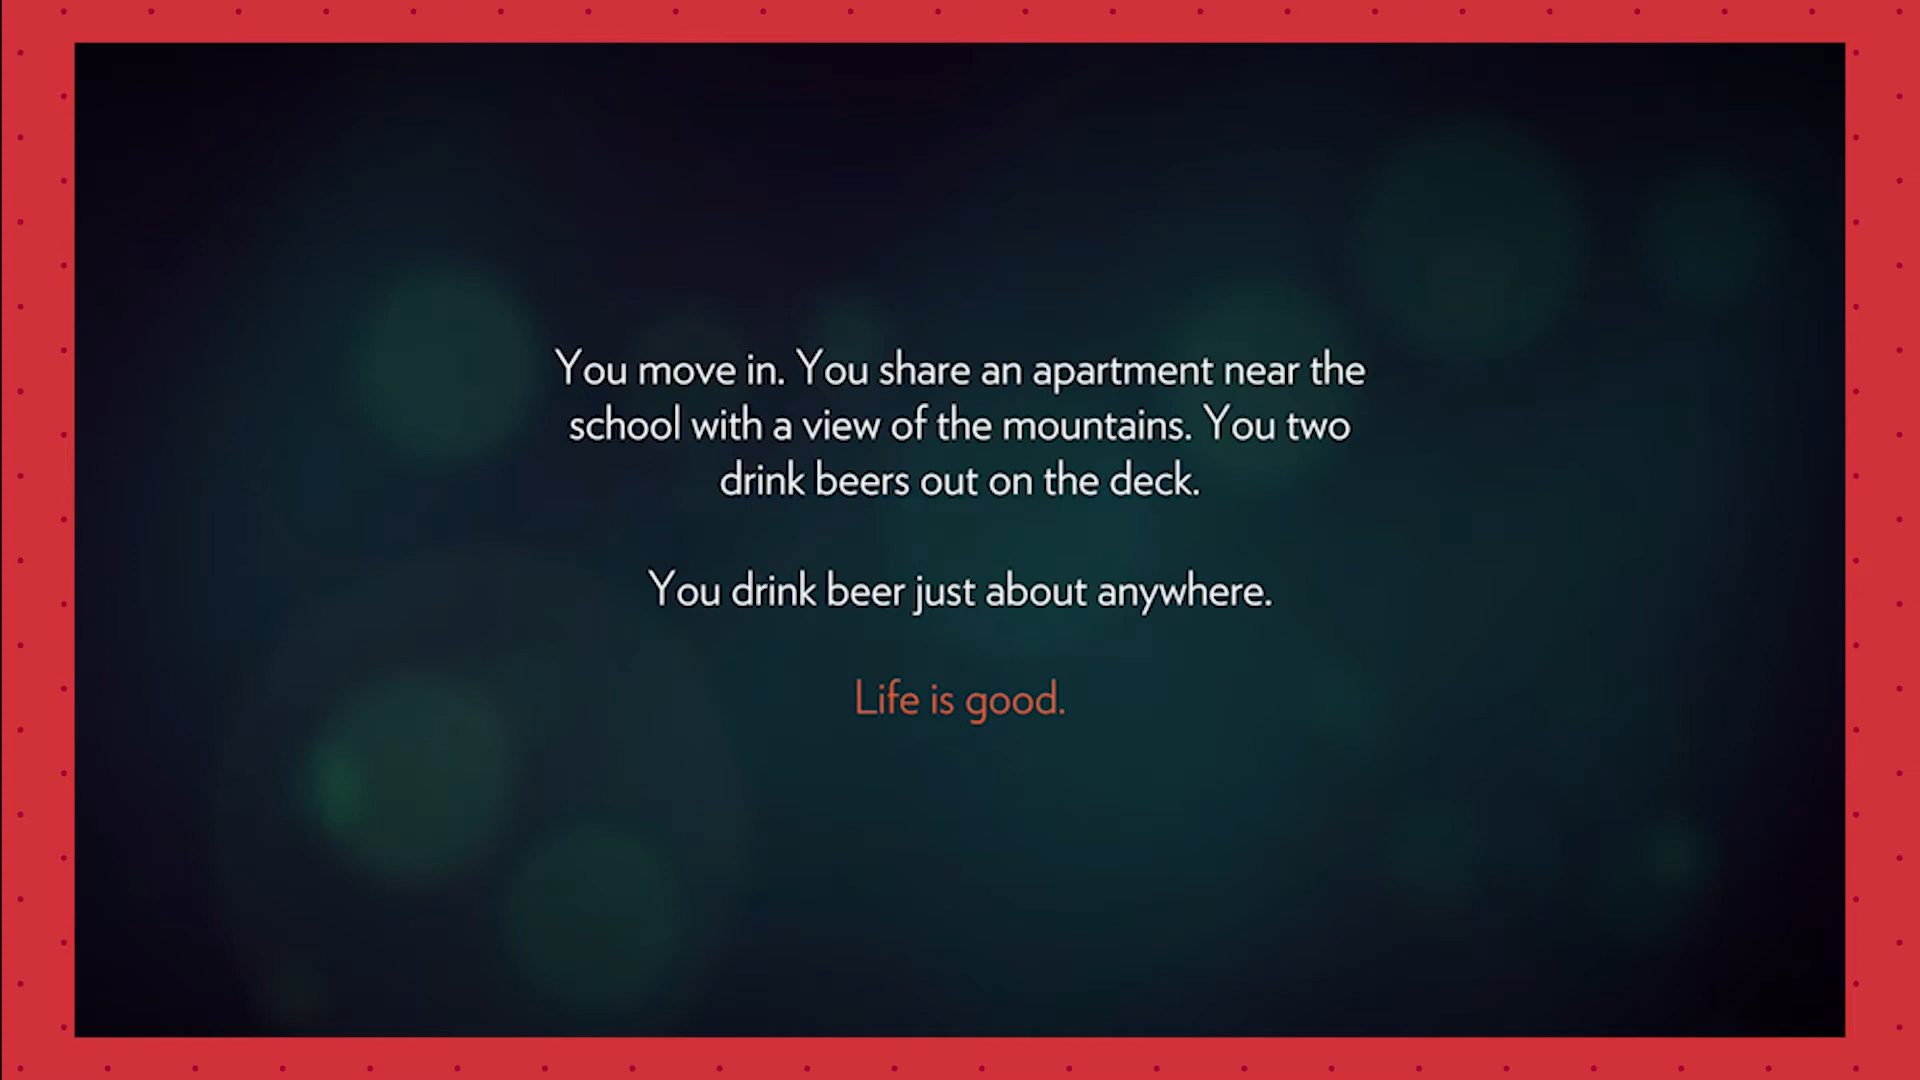 You move in. You share an apartment near the
school with a view of the mountains. You two
drink beers out on the deck.
You drink beer just about anywhere.
Life is good.